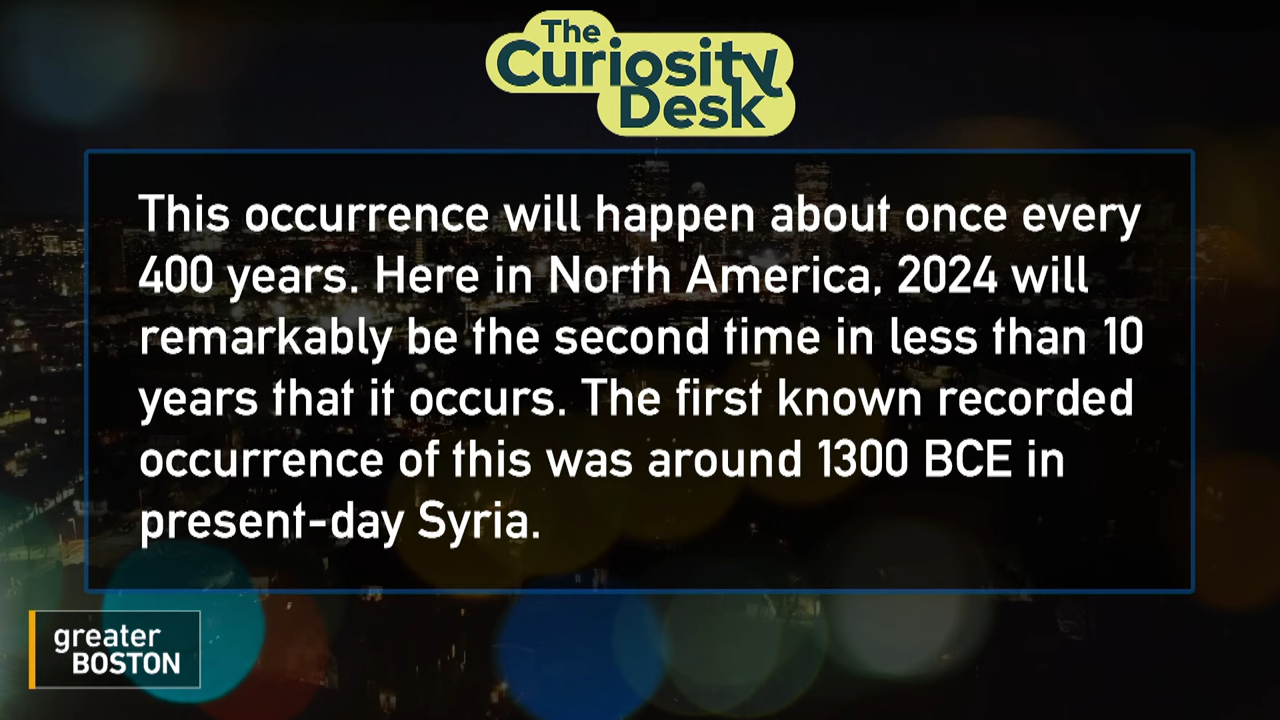 The
Curiosity
Desk
This occurrence will happen about once every
400 years. Here in North America, 2024 will
remarkably be the second time in less than 10
years that it occurs. The first known recorded
occurrence of this was around 1300 BCE in
present-day Syria.
greater
BOSTON